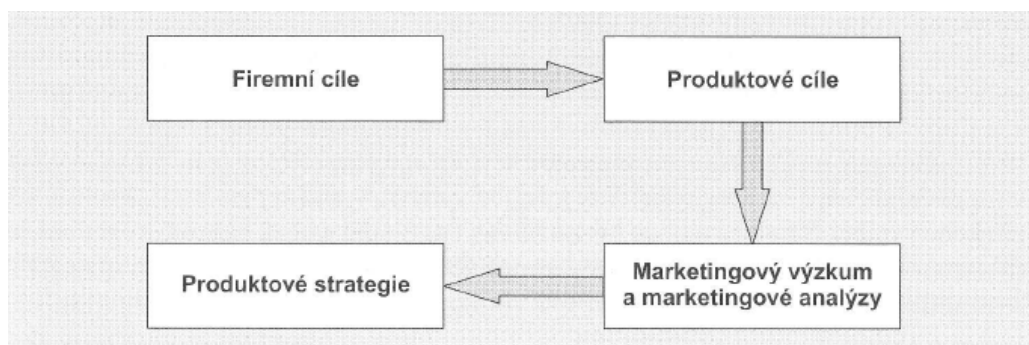 Firemní cíle
Produktové cíle
Produktové strategie
Marketingový výzkum
a marketingové analýzy